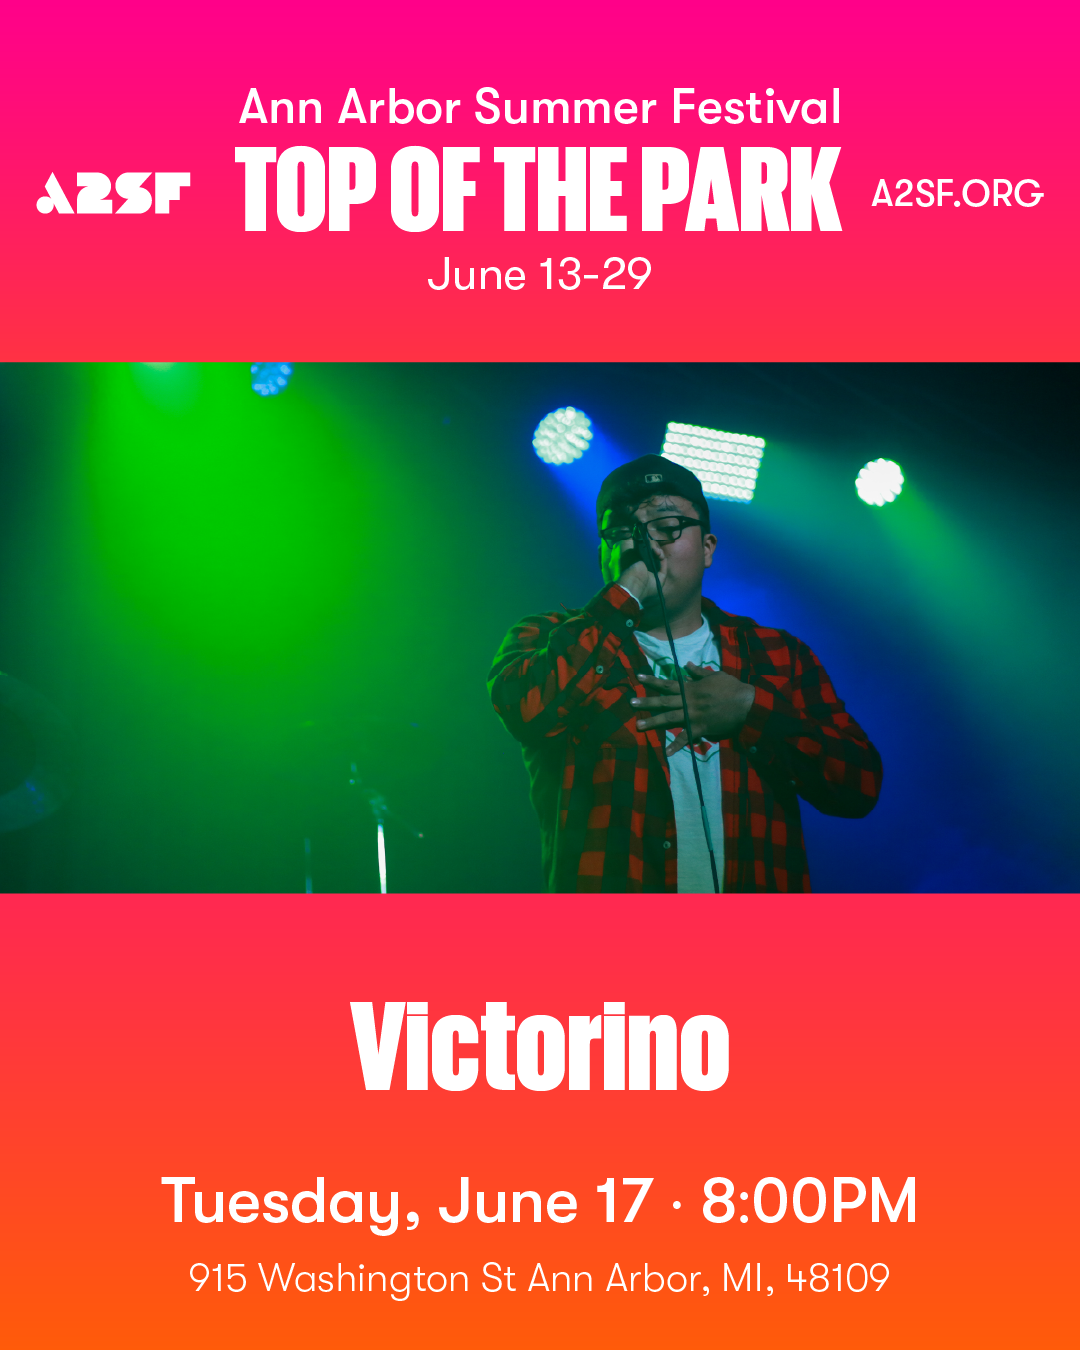 Ann Arbor Summer Festival
A2SF
TOP OF THE PARK
A2SF.ORG
June 13-29
Victorino
Tuesday, June 17 · 8:00PM
915 Washington St Ann Arbor, MI, 48109